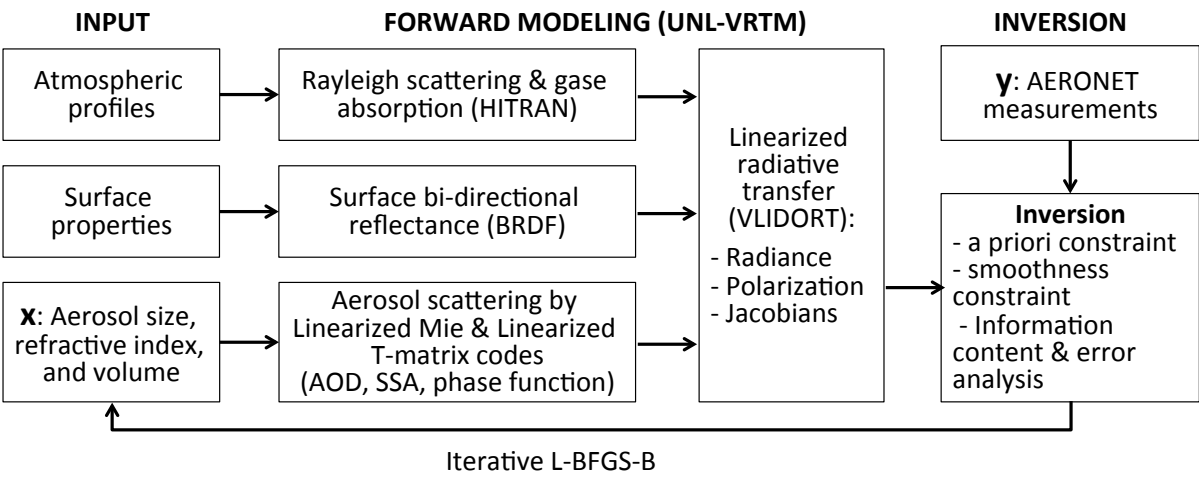 INPUT
FORWARD MODELING (UNL-VRTM)
INVERSION
Atmospheric
profiles
Rayleigh scattering & gase
absorption (HITRAN)
Surface
properties
Surface bi-directional
reflectance (BRDF)
x: Aerosol size,
refractive index,
and volume
Aerosol scattering by
Linearized Mie & Linearized
T-matrix codes
(AOD, SSA, phase function)
Linearized
radiative
transfer
(VLIDORT):
- Radiance
- Polarization
- Jacobians
y: AERONET
measurements
Inversion
- a priori constraint
- smoothness
constraint
- Information
content & error
analysis
Iterative L-BFGS-B